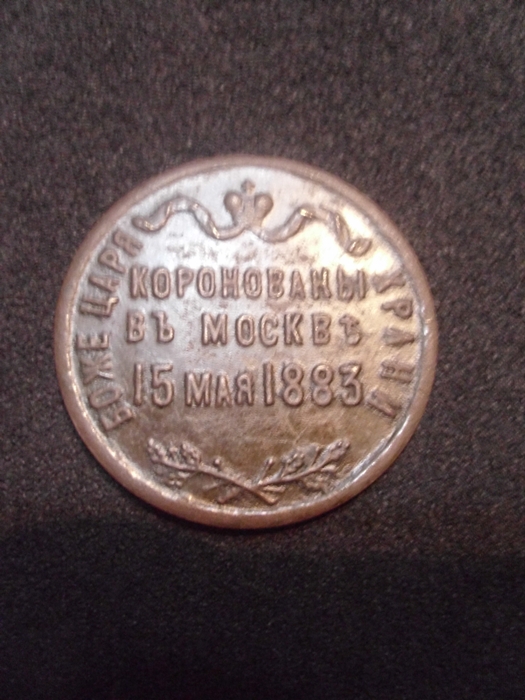 БОЖЕ ЦАРЯ ХРАНИ
КОРОНОВАНЫ
ВЪ МОСКВѢ
15 МАЯ 1883